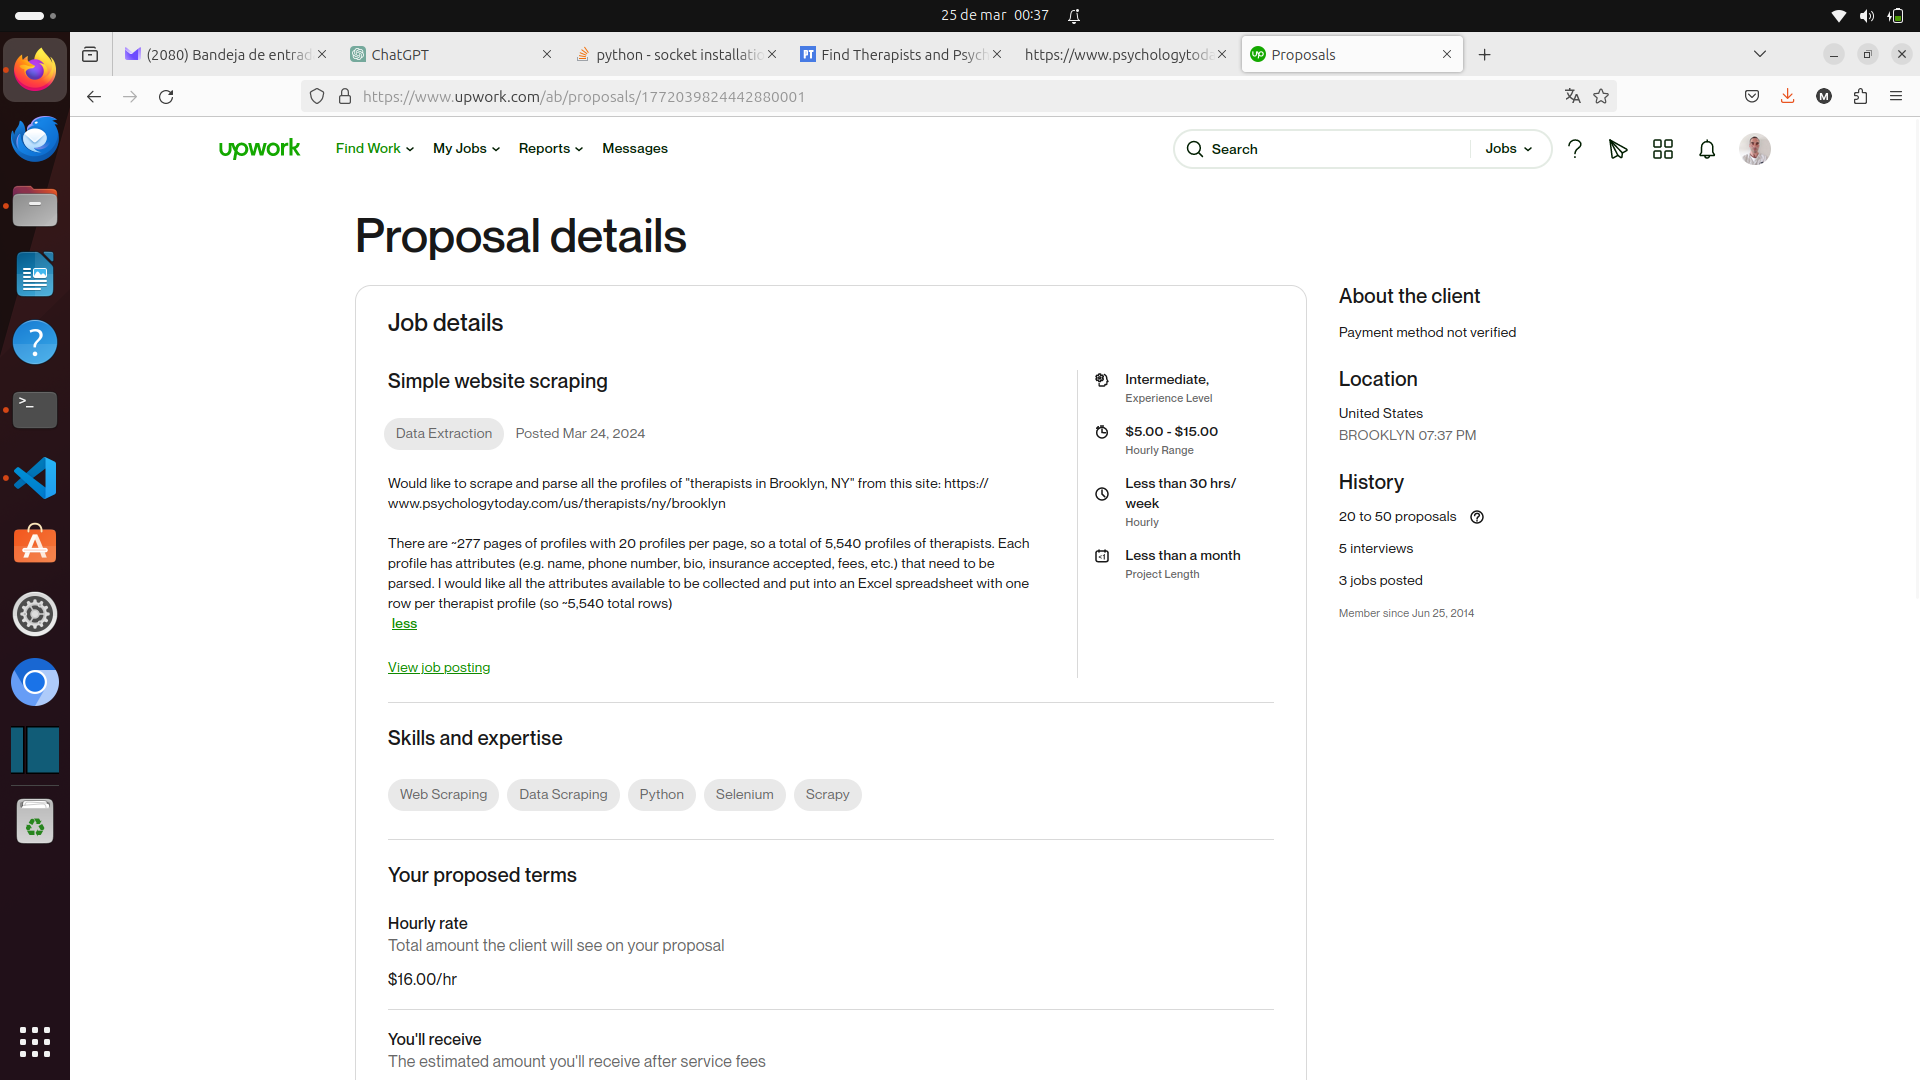 25 de mar 00:37
(2080) Bandeja de entrad
ChatGPT
python - socket installatio
Find Therapists and Psych
https://www.psychologytoda
Proposals
https://www.upwork.com/ab/proposals/1772039824442880001
M
upwork
Find Work
My Jobs
Reports
Messages
Search
Jobs
Proposal details
Job details
Simple website scraping
Data Extraction
Posted Mar 24, 2024
Would like to scrape and parse all the profiles of "therapists in Brooklyn, NY" from this site: https://
www.psychologytoday.com/us/therapists/ny/brooklyn
There are ~277 pages of profiles with 20 profiles per page, so a total of 5,540 profiles of therapists. Each
profile has attributes (e.g. name, phone number, bio, insurance accepted, fees, etc.) that need to be
parsed. I would like all the attributes available to be collected and put into an Excel spreadsheet with one
row per therapist profile (so ~5,540 total rows)
less
View job posting
Intermediate,
Experience Level
$5.00 - $15.00
Hourly Range
Less than 30 hrs/
week
Hourly
Less than a month
Project Length
Skills and expertise
Web Scraping
Data Scraping
Python
Selenium
Scrapy
Your proposed terms
Hourly rate
Total amount the client will see on your proposal
$16.00/hr
You'll receive
The estimated amount you'll receive after service fees
About the client
Payment method not verified
Location
United States
BROOKLYN 07:37 PM
History
20 to 50 proposals
5 interviews
3 jobs posted
Member since Jun 25, 2014